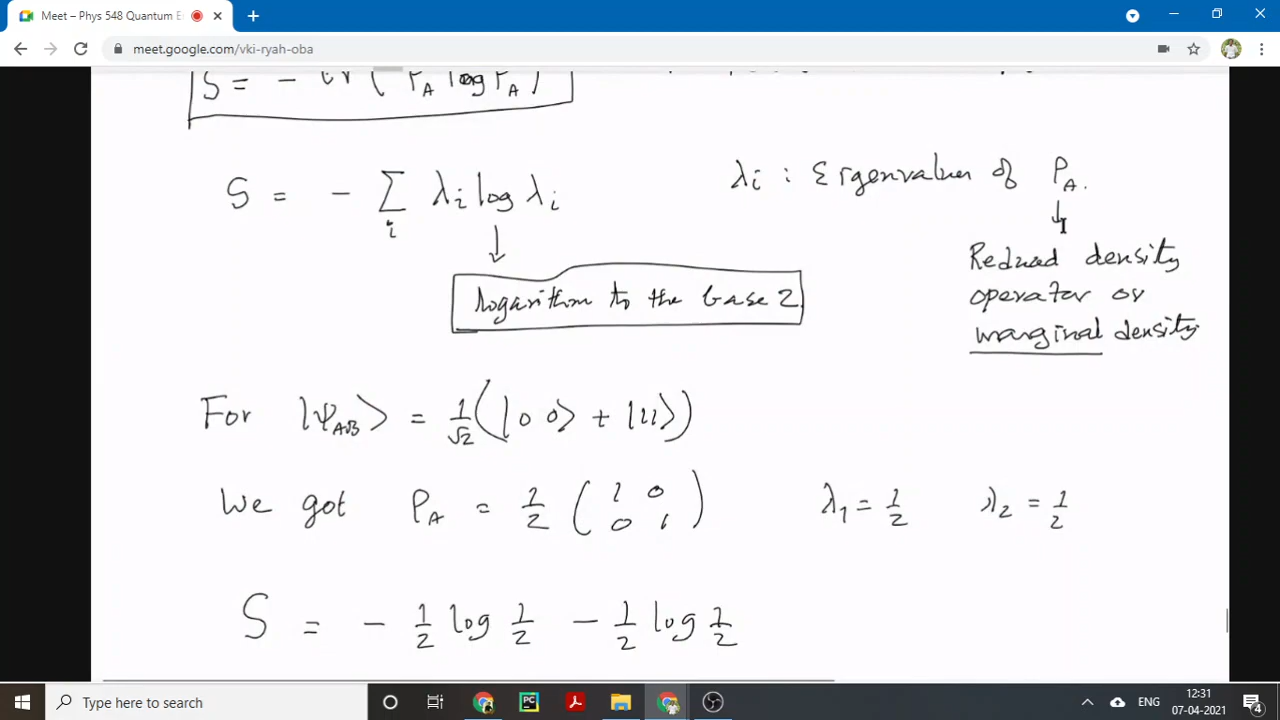 Meet – Phys 548 Quantum E
meet.google.com/vki-ryah-oba
S = - tr ( ρA log ρA )
S = - ∑i λi log λi
λi : Eigenvalues of ρA.
↓
logarithm to the base 2
↓
Reduced density
operator or
marginal density
For |ψAB> = 1/√2 ( |0 0> + |11> )
We got ρA = 1/2 ( 1 0
0 1 )
λ1 = 1/2 λ2 = 1/2
S = - 1/2 log 1/2 - 1/2 log 1/2
Type here to search
ENG
12:31
07-04-2021
4